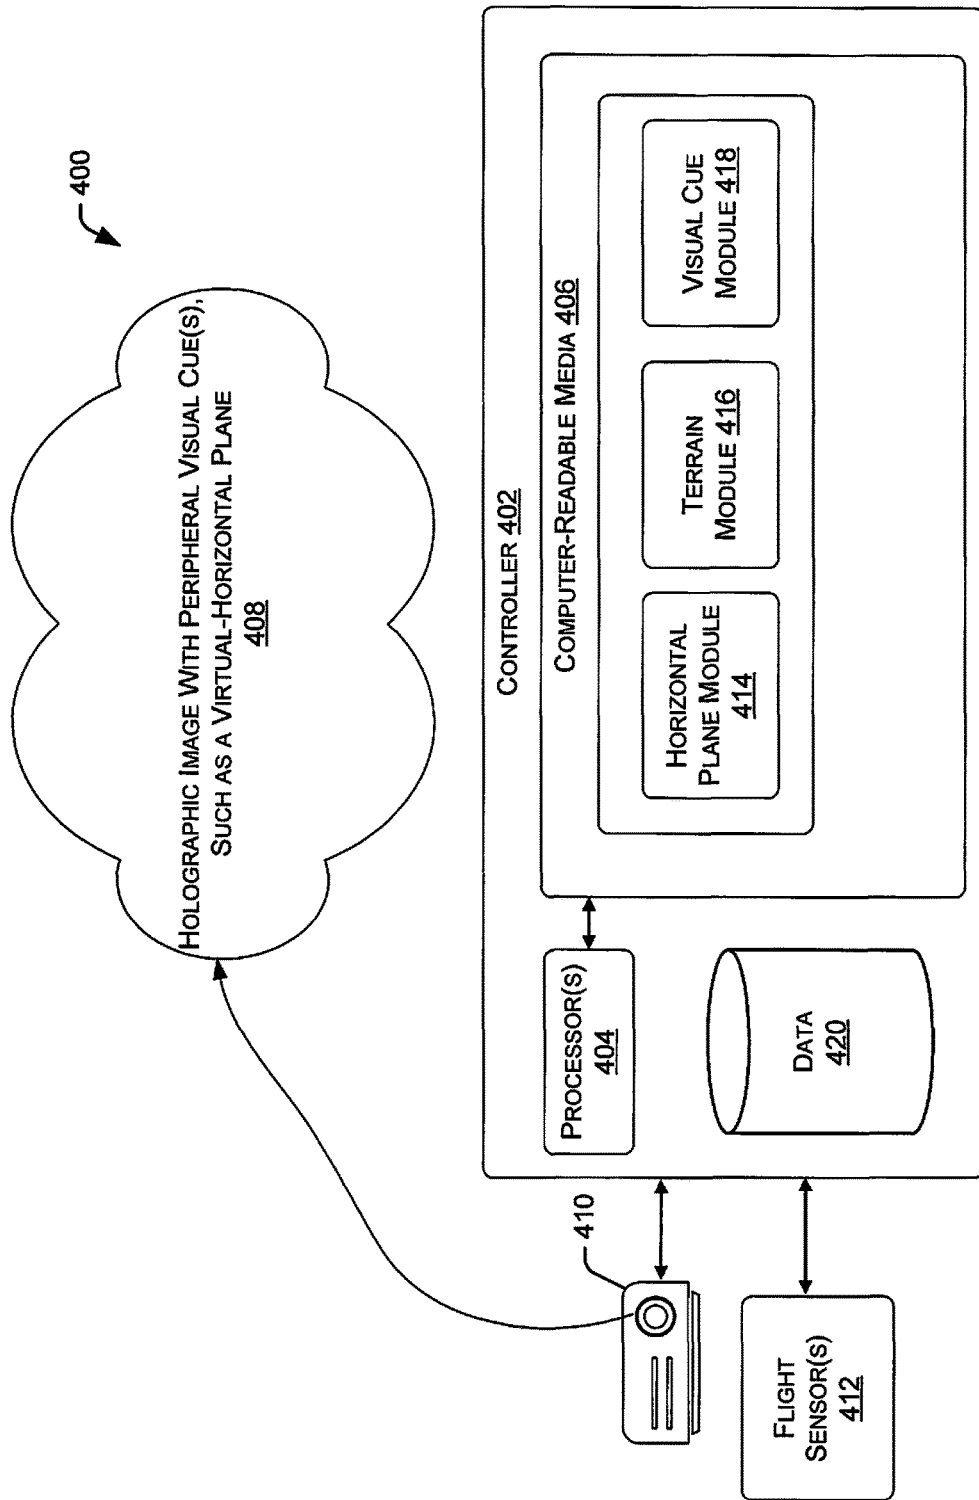 400
HOLOGRAPHIC IMAGE WITH PERIPHERAL VISUAL CUE(S),
SUCH AS A VIRTUAL-HORIZONTAL PLANE
408
410
FLIGHT
SENSOR(S)
412
CONTROLLER 402
PROCESSOR(S)
404
DATA
420
COMPUTER-READABLE MEDIA 406
HORIZONTAL
PLANE MODULE
414
TERRAIN
MODULE 416
VISUAL CUE
MODULE 418